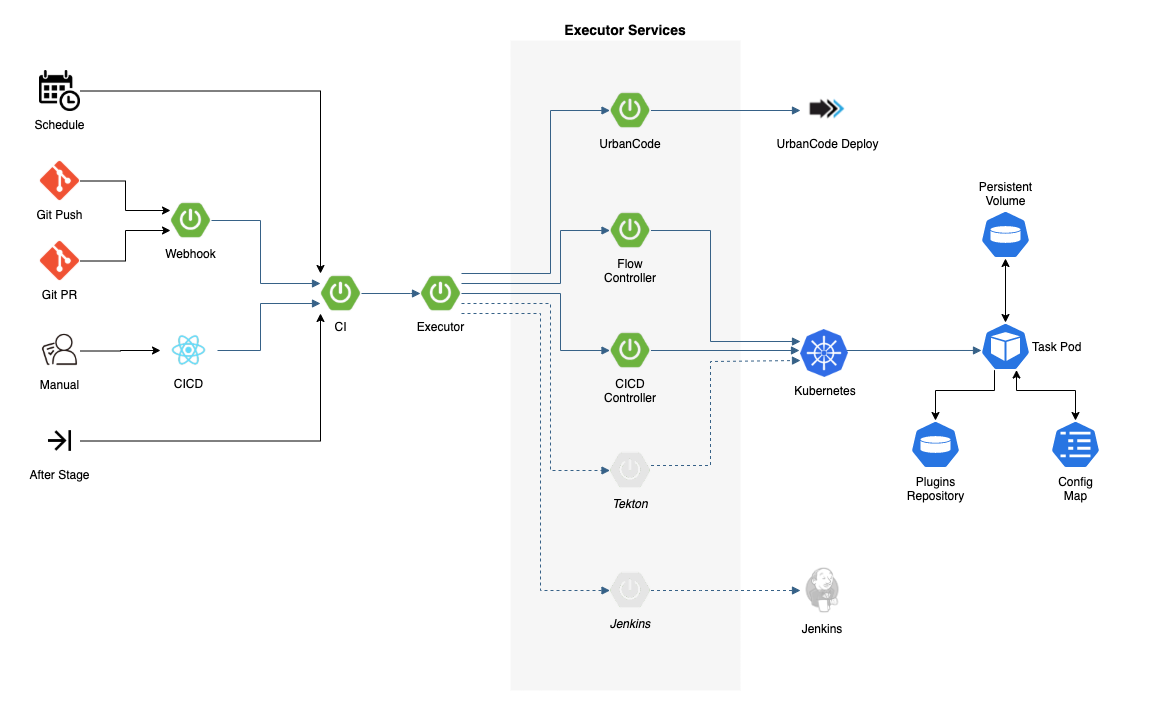 Executor Services
Schedule
UrbanCode
UrbanCode Deploy
Git Push
Persistent
Volume
Webhook
Git PR
Flow
Controller
CI
Executor
Manual
CICD
CICD
Controller
Kubernetes
Task Pod
After Stage
Tekton
Plugins
Repository
Config
Map
Jenkins
Jenkins